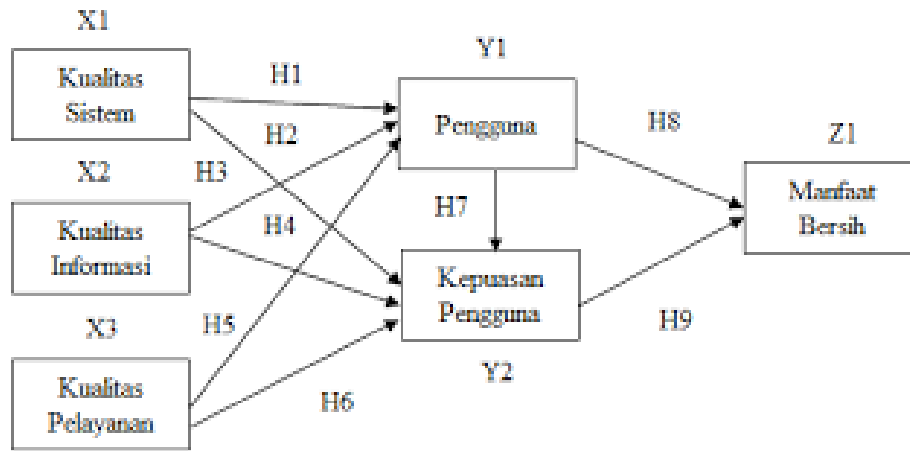 X1
Kualitas
Sistem
X2
Kualitas
Informasi
X3
Kualitas
Pelayanan
H1
H2
H3
H4
H5
H6
Y1
Pengguna
H7
Kepuasan
Pengguna
Y2
H8
H9
Z1
Manfaat
Bersih